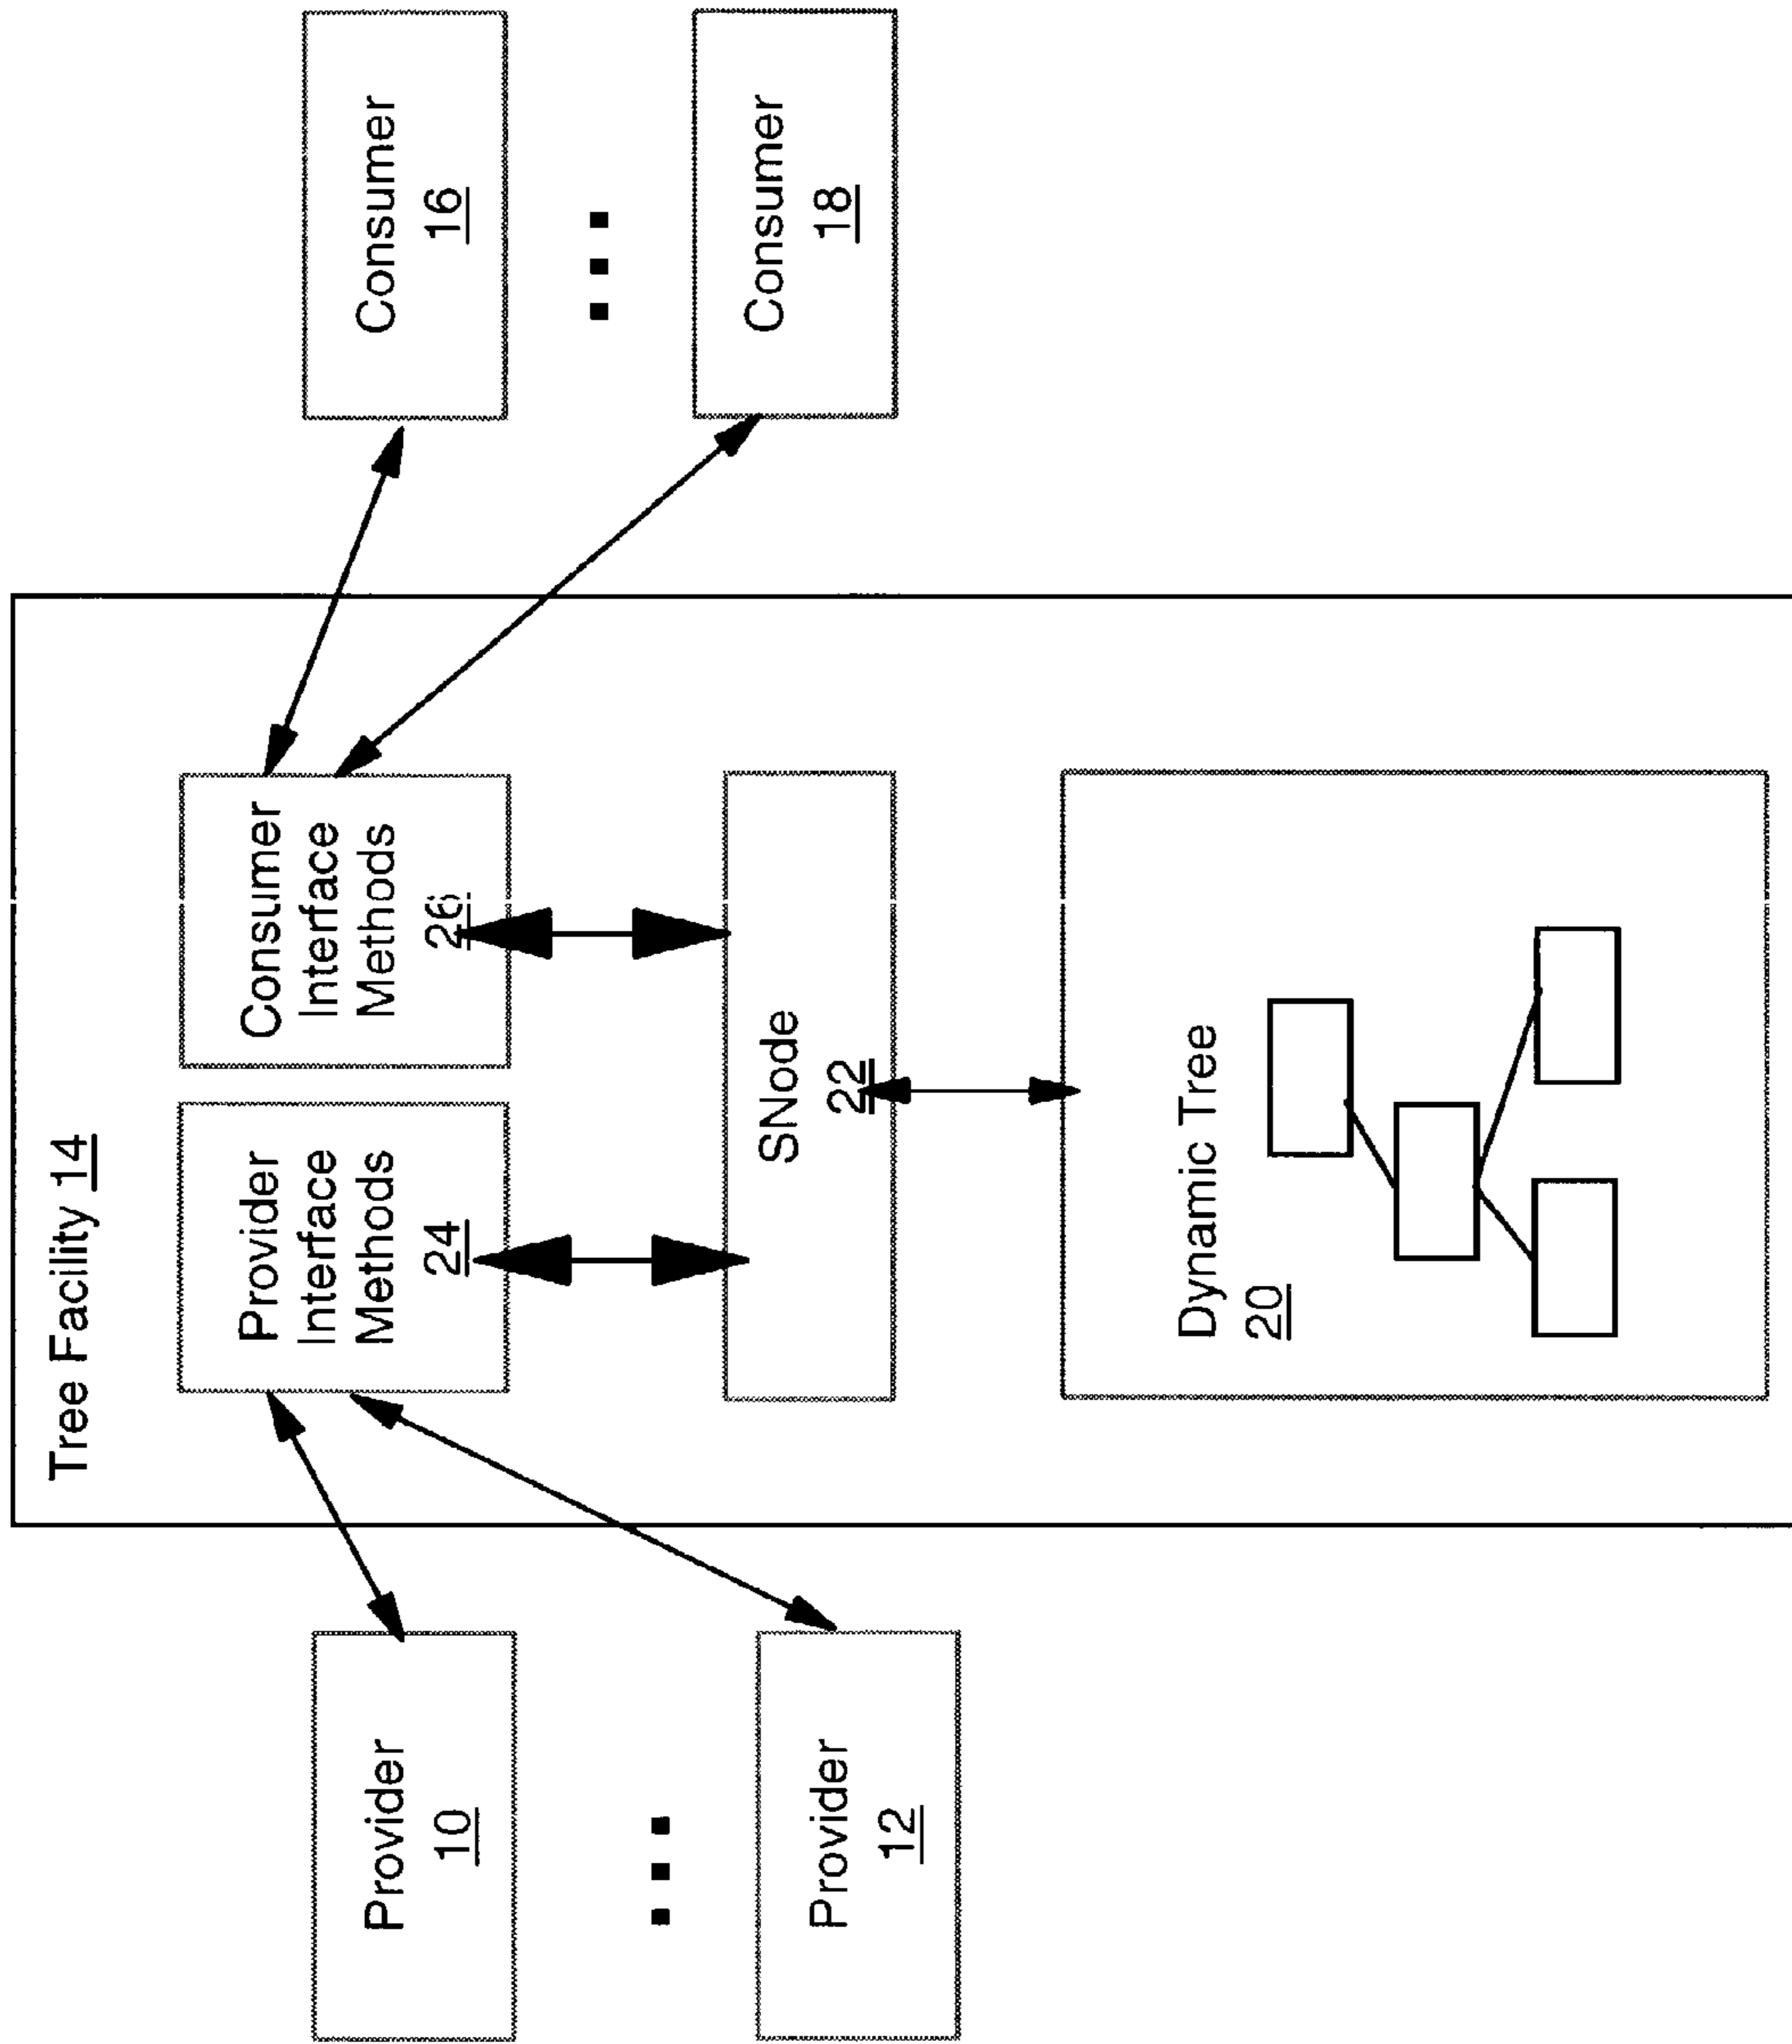 Tree Facility 14
Provider
10
Provider
12
Provider
Interface
Methods
24
Consumer
Interface
Methods
26
SNode
22
Dynamic Tree
20
Consumer
16
Consumer
18